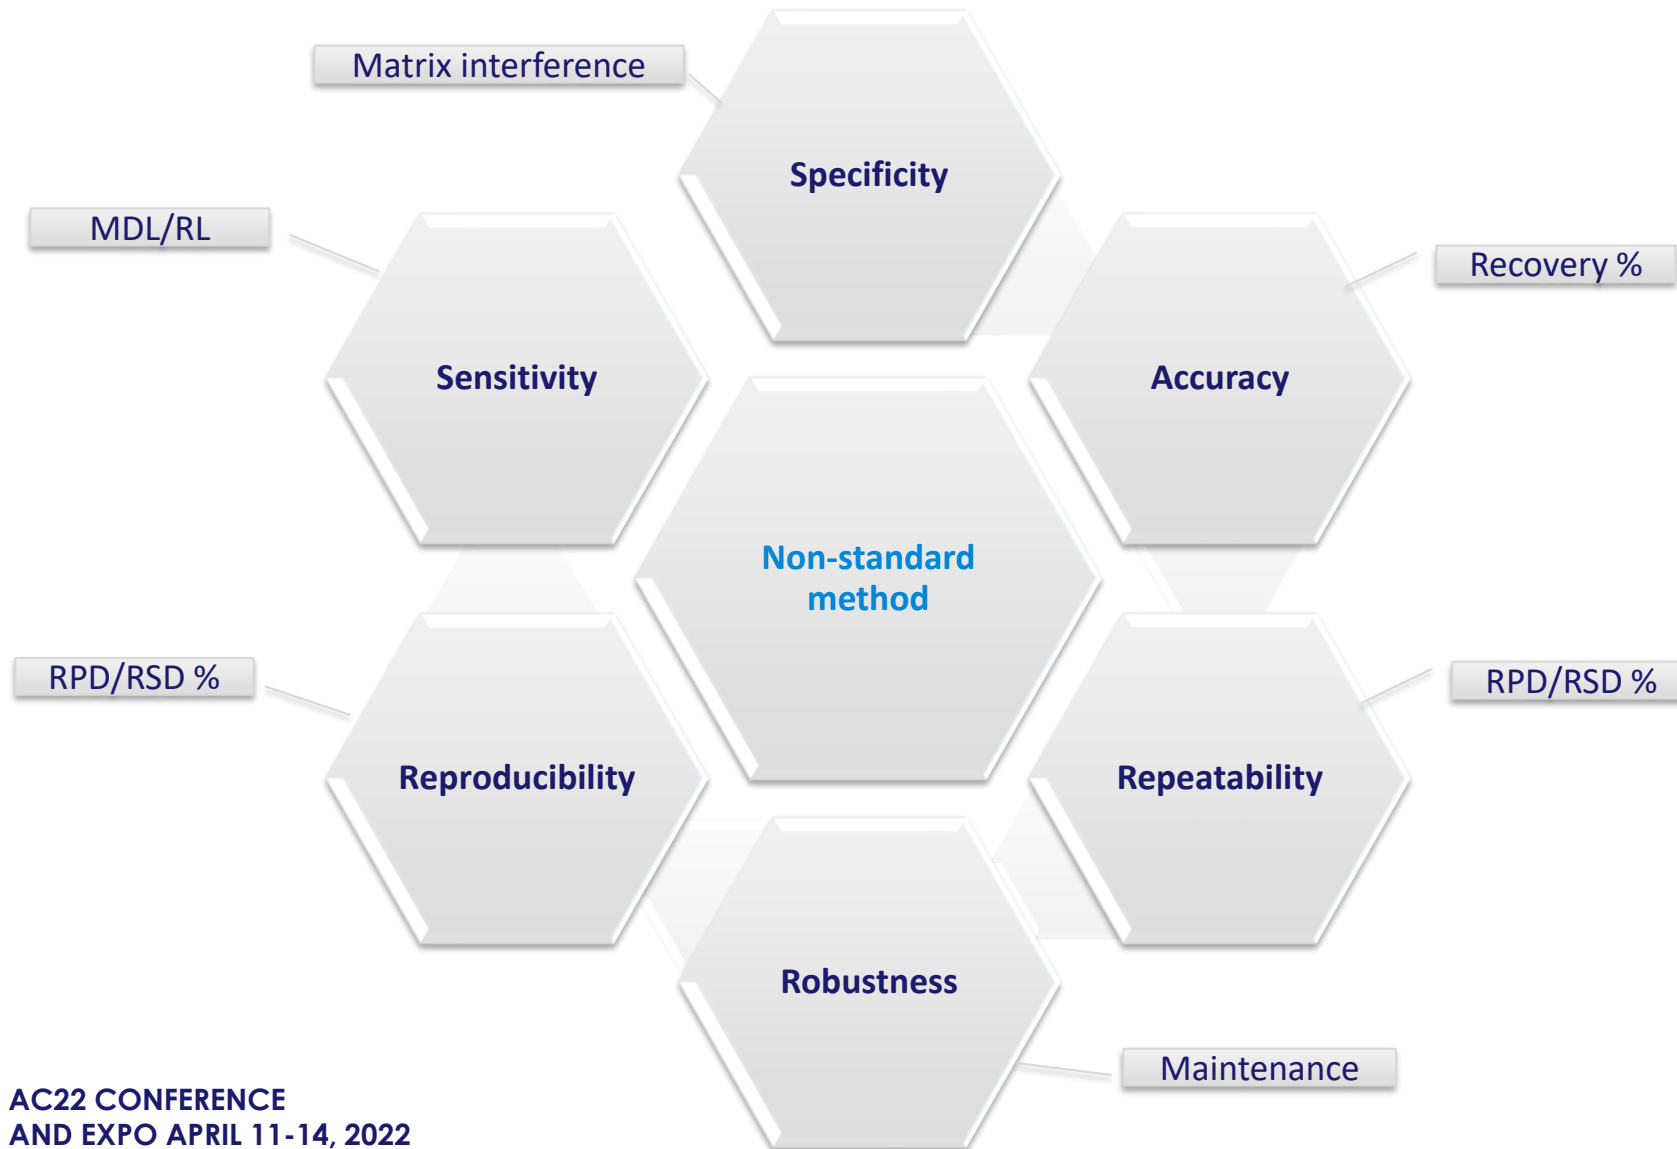 Matrix interference
Specificity
MDL/RL
Recovery %
Sensitivity
Accuracy
Non-standard
method
RPD/RSD %
RPD/RSD %
Reproducibility
Repeatability
Robustness
Maintenance
AC22 CONFERENCE
AND EXPO APRIL 11-14, 2022